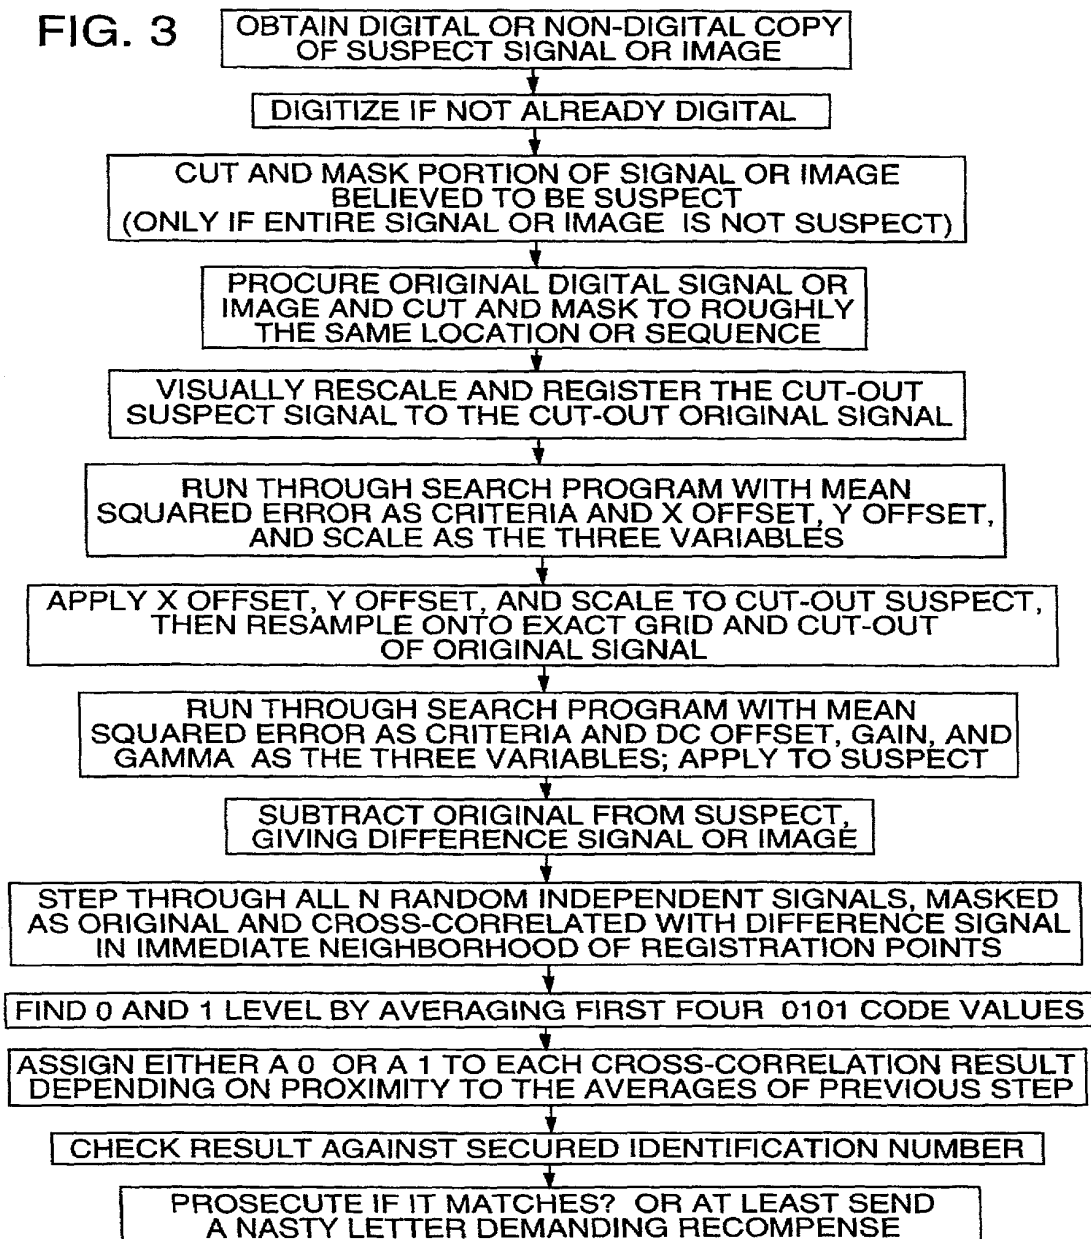 FIG. 3
OBTAIN DIGITAL OR NON-DIGITAL COPY
OF SUSPECT SIGNAL OR IMAGE
DIGITIZE IF NOT ALREADY DIGITAL
CUT AND MASK PORTION OF SIGNAL OR IMAGE
BELIEVED TO BE SUSPECT
(ONLY IF ENTIRE SIGNAL OR IMAGE IS NOT SUSPECT)
PROCURE ORIGINAL DIGITAL SIGNAL OR
IMAGE AND CUT AND MASK TO ROUGHLY
THE SAME LOCATION OR SEQUENCE
VISUALLY RESCALE AND REGISTER THE CUT-OUT
SUSPECT SIGNAL TO THE CUT-OUT ORIGINAL SIGNAL
RUN THROUGH SEARCH PROGRAM WITH MEAN
SQUARED ERROR AS CRITERIA AND X OFFSET, Y OFFSET,
AND SCALE AS THE THREE VARIABLES
APPLY X OFFSET, Y OFFSET, AND SCALE TO CUT-OUT SUSPECT,
THEN RESAMPLE ONTO EXACT GRID AND CUT-OUT
OF ORIGINAL SIGNAL
RUN THROUGH SEARCH PROGRAM WITH MEAN
SQUARED ERROR AS CRITERIA AND DC OFFSET, GAIN, AND
GAMMA AS THE THREE VARIABLES; APPLY TO SUSPECT
SUBTRACT ORIGINAL FROM SUSPECT,
GIVING DIFFERENCE SIGNAL OR IMAGE
STEP THROUGH ALL N RANDOM INDEPENDENT SIGNALS, MASKED
AS ORIGINAL AND CROSS-CORRELATED WITH DIFFERENCE SIGNAL
IN IMMEDIATE NEIGHBORHOOD OF REGISTRATION POINTS
FIND 0 AND 1 LEVEL BY AVERAGING FIRST FOUR 0101 CODE VALUES
ASSIGN EITHER A 0 OR A 1 TO EACH CROSS-CORRELATION RESULT
DEPENDING ON PROXIMITY TO THE AVERAGES OF PREVIOUS STEP
CHECK RESULT AGAINST SECURED IDENTIFICATION NUMBER
PROSECUTE IF IT MATCHES? OR AT LEAST SEND
A NASTY LETTER DEMANDING RECOMPENSE